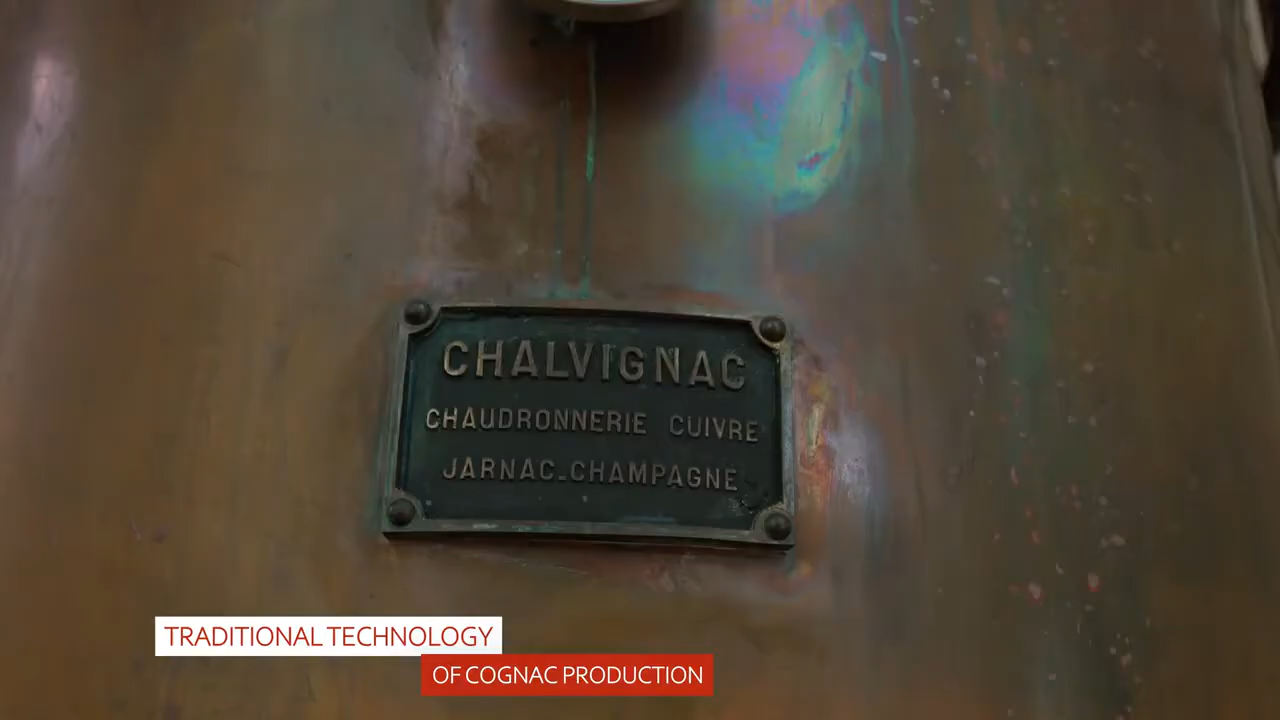 CHALVIGNAC
CHAUDRONNERIE CUIVRE
JARNAC-CHAMPAGNE
TRADITIONAL TECHNOLOGY
OF COGNAC PRODUCTION